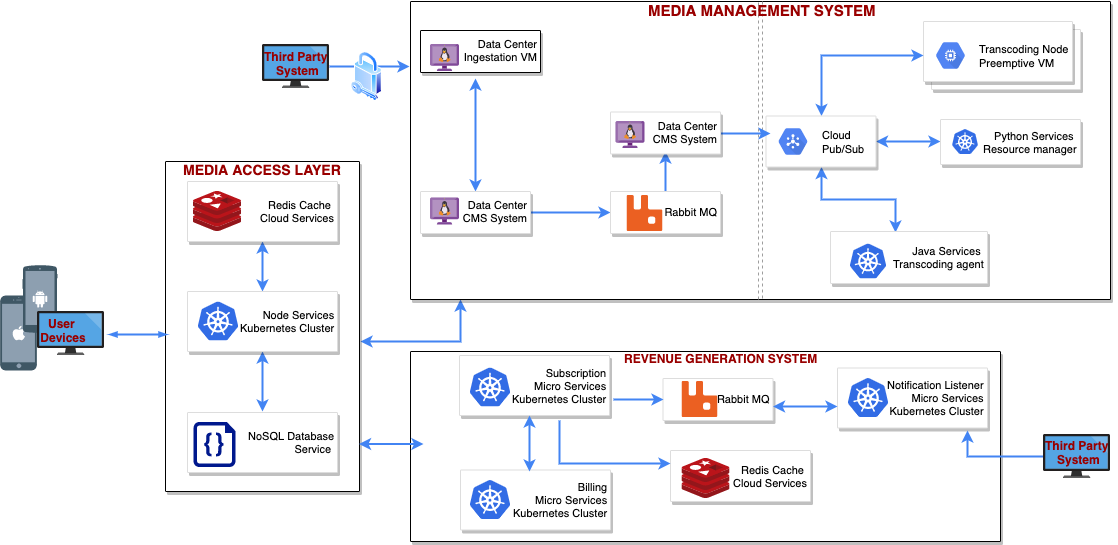 MEDIA MANAGEMENT SYSTEM
Third Party
System
Data Center
Ingestation VM
Transcoding Node
Preemptive VM
Data Center
CMS System
Cloud
Pub/Sub
Python Services
Resource manager
Data Center
CMS System
Rabbit MQ
Java Services
Transcoding agent
MEDIA ACCESS LAYER
Redis Cache
Cloud Services
Node Services
Kubernetes Cluster
NoSQL Database
Service
User
Devices
REVENUE GENERATION SYSTEM
Subscription
Micro Services
Kubernetes Cluster
Rabbit MQ
Notification Listener
Micro Services
Kubernetes Cluster
Billing
Micro Services
Kubernetes Cluster
Redis Cache
Cloud Services
Third Party
System